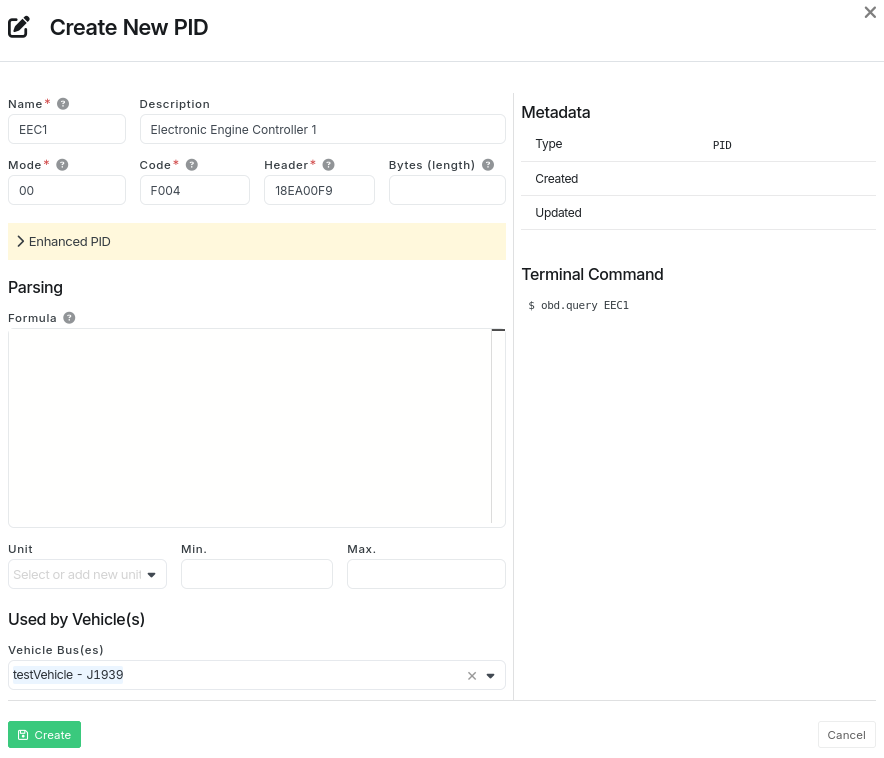 Create New PID
Name* Description
EEC1 Electronic Engine Controller 1
Mode* Code* Header* Bytes (length)
00 F004 18EA00F9
Enhanced PID
Parsing
Formula
Unit Min. Max.
Select or add new unit
Used by Vehicle(s)
Vehicle Bus(es)
testVehicle - J1939
Metadata
Type PID
Created
Updated
Terminal Command
$ obd.query EEC1
Create Cancel